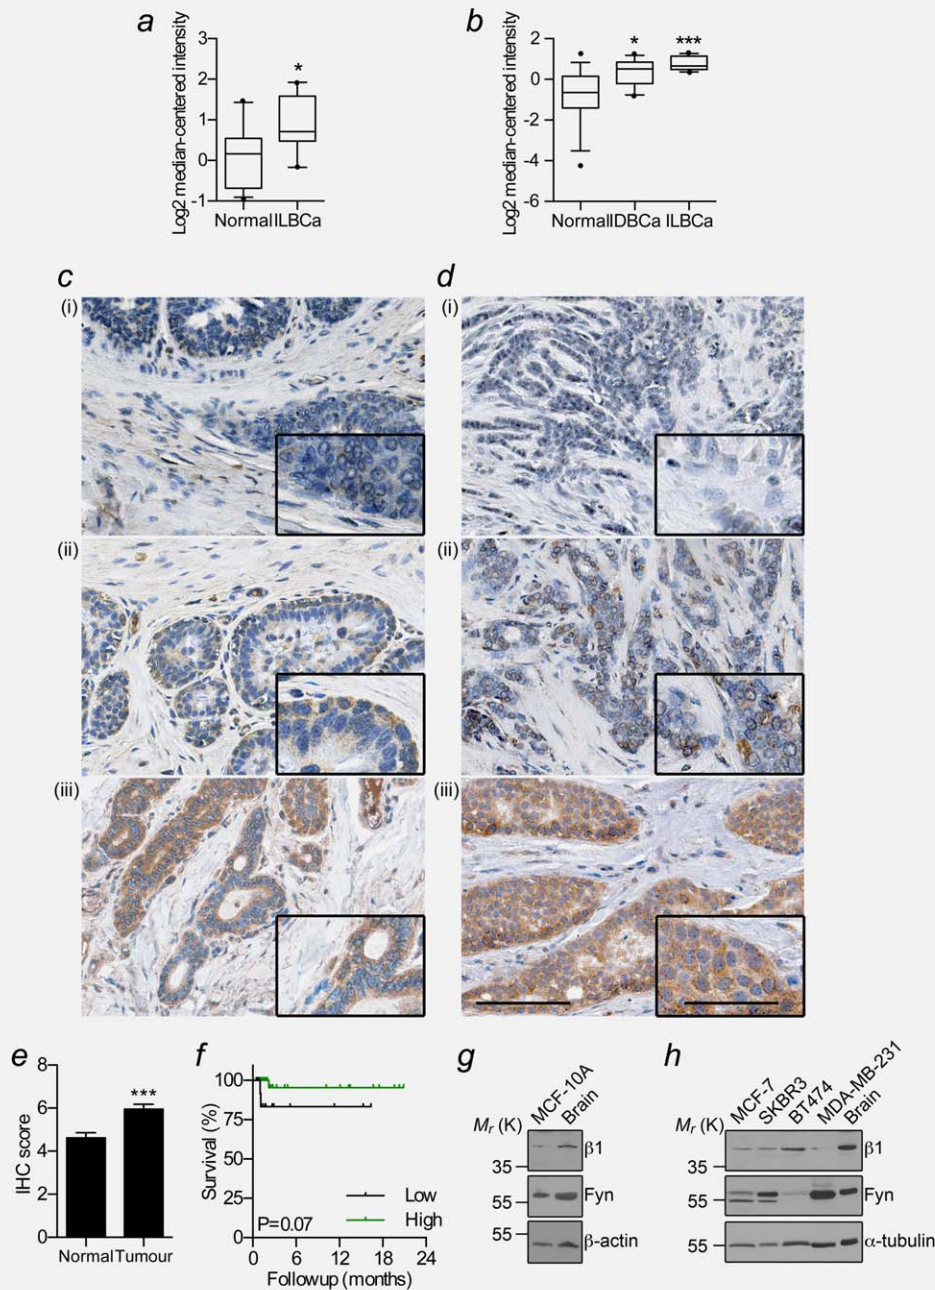 a
Log2 median-centered intensity
3
2
1
0
-1
*
Normal ILBCa
b
Log2 median-centered intensity
2
0
-2
-4
-6
*
***
Normal IDBCa ILBCa
c
(i)
(ii)
(iii)
d
(i)
(ii)
(iii)
e
IHC score
8
6
4
2
0
***
Normal Tumour
f
Survival (%)
100
75
50
25
0
Low
High
P=0.07
0 6 12 18 24
Followup (months)
g
MCF-10A
Brain
Mr (K)
β1
35
Fyn
55
55
β-actin
h
MCF-7
SKBR3
BT474
MDA-MB-231
Brain
Mr (K)
β1
35
Fyn
55
55
α-tubulin